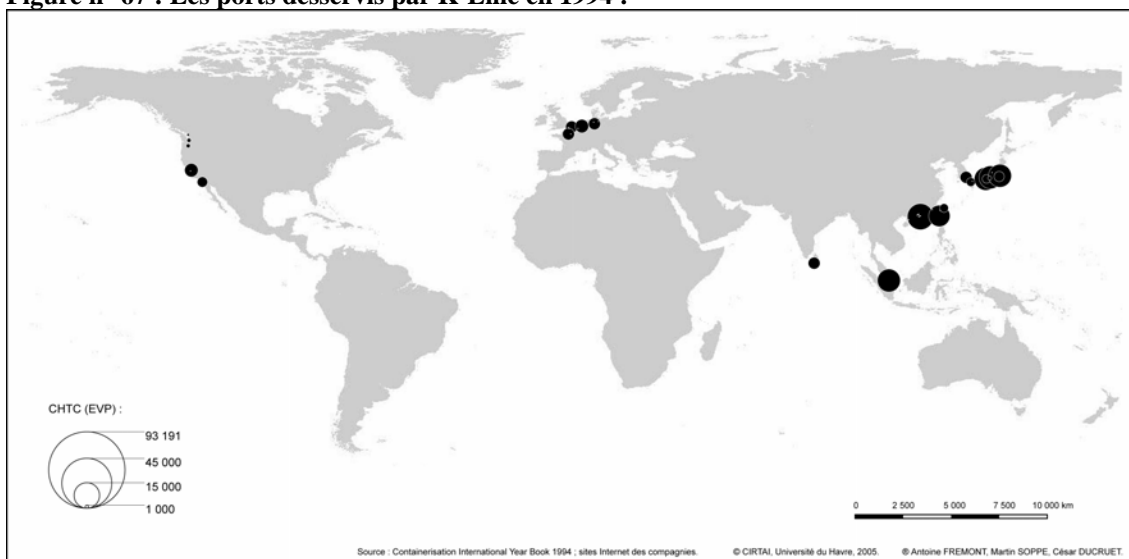 Figure n° 67 : Les ports desservis par K-Line en 1994 :
CHTC (EVP) :
93 191
45 000
15 000
1 000
0 2 500 5 000 7 500 10 000 km
Source : Containerisation International Year Book 1994 ; sites Internet des compagnies. © CIRTAI, Université du Havre, 2005. ® Antoine FREMONT, Martin SOPPE, César DUCRUET.